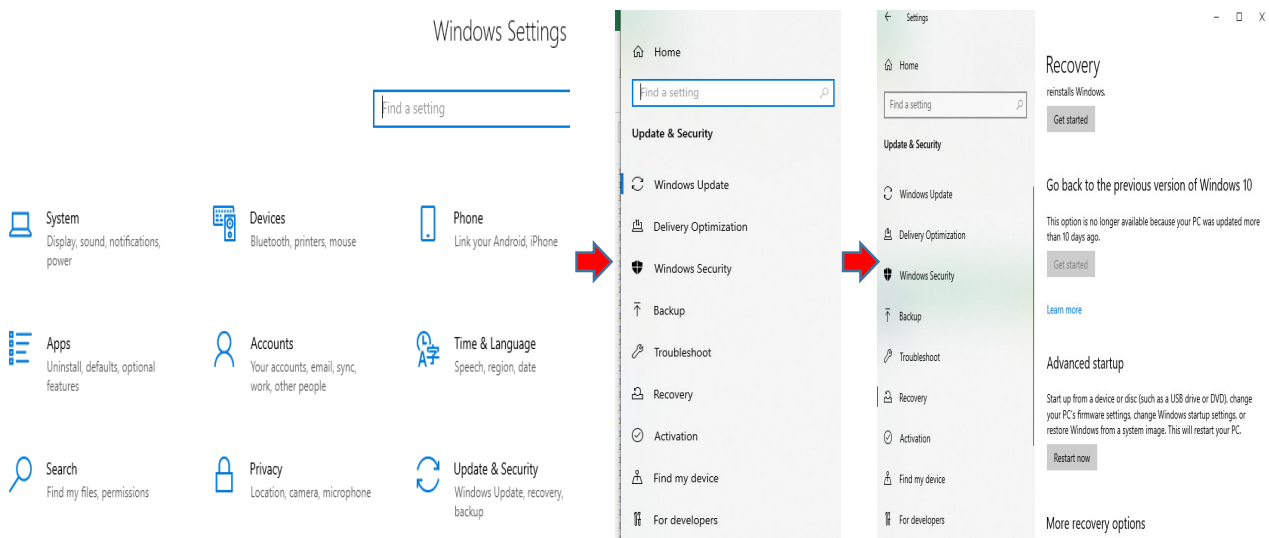 Windows Settings
Find a setting
System
Display, sound, notifications,
power
Devices
Bluetooth, printers, mouse
Phone
Link your Android, iPhone
Apps
Uninstall, defaults, optional
features
Accounts
Your accounts, email, sync,
work, other people
Time & Language
Speech, region, date
Search
Find my files, permissions
Privacy
Location, camera, microphone
Update & Security
Windows Update, recovery,
backup
Home
Find a setting
Update & Security
Windows Update
Delivery Optimization
Windows Security
Backup
Troubleshoot
Recovery
Activation
Find my device
For developers
Settings
Home
Find a setting
Update & Security
Windows Update
Delivery Optimization
Windows Security
Backup
Troubleshoot
Recovery
Activation
Find my device
For developers
Recovery
reinstalls Windows.
Get started
Go back to the previous version of Windows 10
This option is no longer available because your PC was updated more
than 10 days ago.
Get started
Learn more
Advanced startup
Start up from a device or disc (such as a USB drive or DVD), change
your PC's firmware settings, change Windows startup settings, or
restore Windows from a system image. This will restart your PC.
Restart now
More recovery options